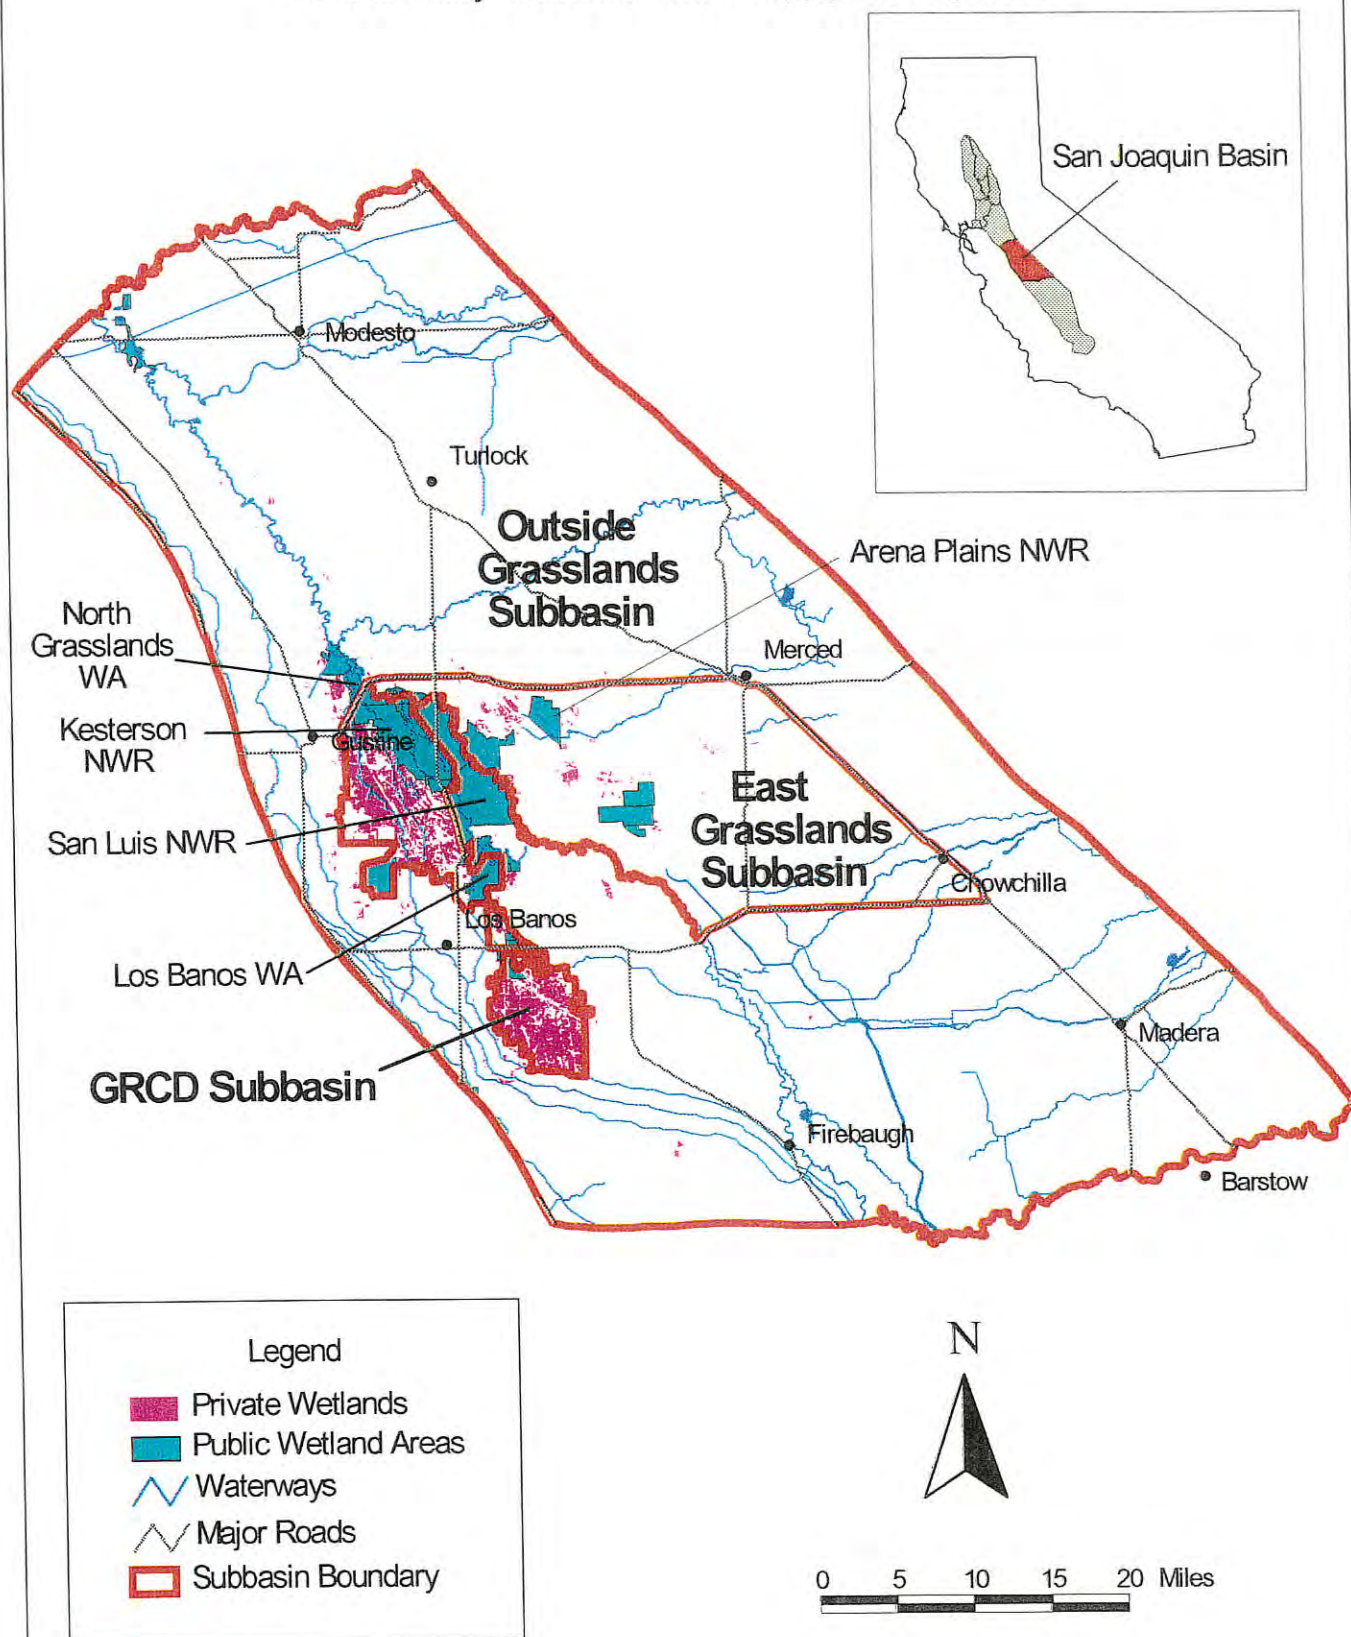 San Joaquin Basin
Modesto
Turlock
Outside
Grasslands
Subbasin
Arena Plains NWR
North
Grasslands
WA
Merced
Kesterson
NWR
Gustine
East
Grasslands
Subbasin
San Luis NWR
Chowchilla
Los Banos
Los Banos WA
Madera
GRCD Subbasin
Firebaugh
Barstow
Legend
Private Wetlands
Public Wetland Areas
Waterways
Major Roads
Subbasin Boundary
N
0 5 10 15 20 Miles